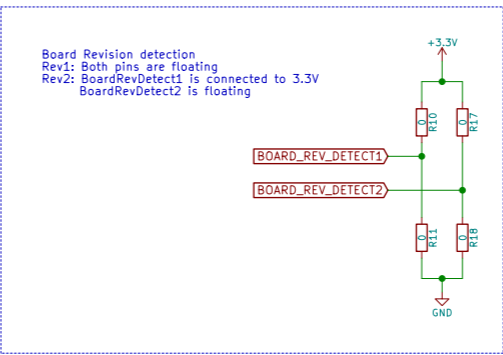 Board Revision detection
Rev1: Both pins are floating
Rev2: BoardRevDetect1 is connected to 3.3V
BoardRevDetect2 is floating
+3.3V
0
R10
0
R17
BOARD_REV_DETECT1
BOARD_REV_DETECT2
0
R11
0
R18
GND